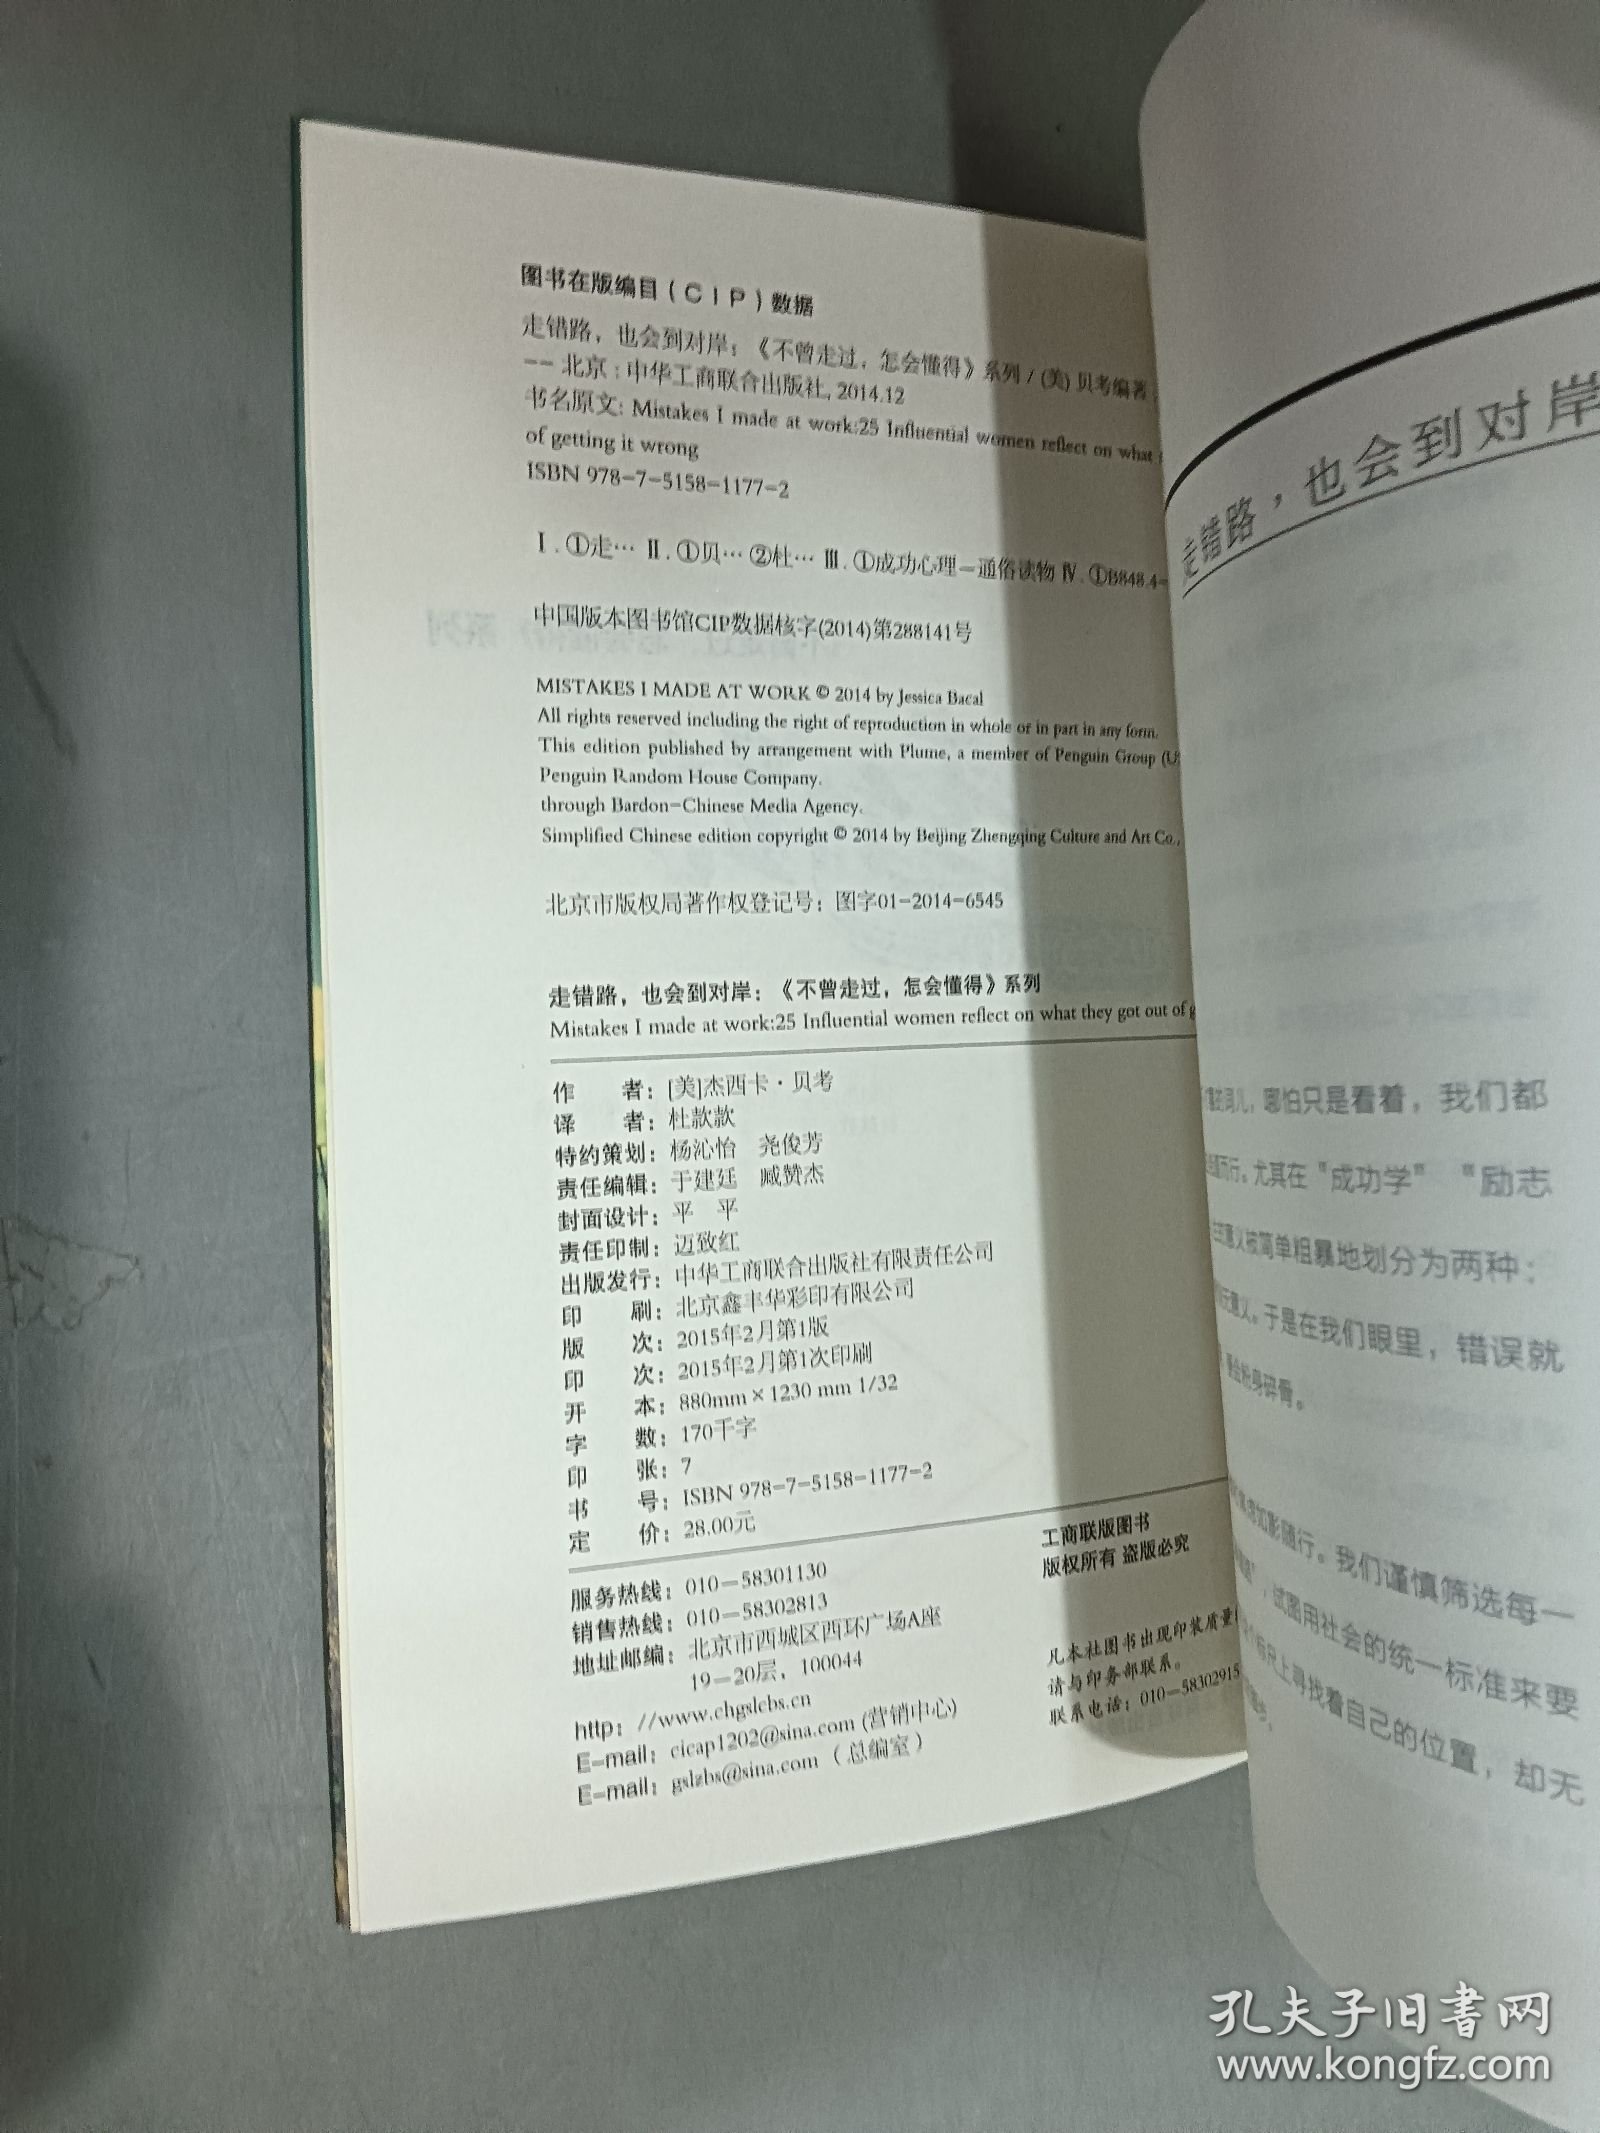 图书在版编目（CIP）数据
走错路，也会到对岸：《不曾走过，怎会懂得》系列 / (美) 贝考编著
-- 北京：中华工商联合出版社, 2014.12
书名原文: Mistakes I made at work:25 Influential women reflect on what
of getting it wrong
ISBN 978-7-5158-1177-2
Ⅰ. ①走… Ⅱ. ①贝… ②杜… Ⅲ. ①成功心理－通俗读物 Ⅳ. ①B848.4-
中国版本图书馆CIP数据核字(2014)第288141号
MISTAKES I MADE AT WORK © 2014 by Jessica Bacal
All rights reserved including the right of reproduction in whole or in part in any form.
This edition published by arrangement with Plume, a member of Penguin Group (U
Penguin Random House Company.
through Bardon-Chinese Media Agency.
Simplified Chinese edition copyright © 2014 by Beijing Zhengqing Culture and Art Co.,
北京市版权局著作权登记号：图字01-2014-6545
走错路，也会到对岸：《不曾走过，怎会懂得》系列
Mistakes I made at work:25 Influential women reflect on what they got out of g
作 者：[美]杰西卡·贝考
译 者：杜款款
特约策划：杨沁怡 尧俊芳
责任编辑：于建廷 臧赞杰
封面设计：平 平
责任印制：迈致红
出版发行：中华工商联合出版社有限责任公司
印 刷：北京鑫丰华彩印有限公司
版 次：2015年2月第1版
印 次：2015年2月第1次印刷
开 本：880mm×1230 mm 1/32
字 数：170千字
印 张：7
书 号：ISBN 978-7-5158-1177-2
定 价：28.00元
服务热线：010-58301130
销售热线：010-58302813
地址邮编：北京市西城区西环广场A座
19-20层，100044
http：//www.chgslcbs.cn
E-mail：cicap1202@sina.com (营销中心)
E-mail：gslzbs@sina.com（总编室）
工商联版图书
版权所有 盗版必究
凡本社图书出现印装质量
请与印务部联系。
联系电话：010-58302915
走错路，也会到对岸
哪怕只是看着，我们都
而行。尤其在“成功学”“励志
意义被简单粗暴地划分为两种：
意义。于是在我们眼里，错误就
会粉身碎骨。
如影随行。我们谨慎筛选每一
，试图用社会的统一标准来要
标尺上寻找着自己的位置，却无
孔夫子旧书网
www.kongfz.com